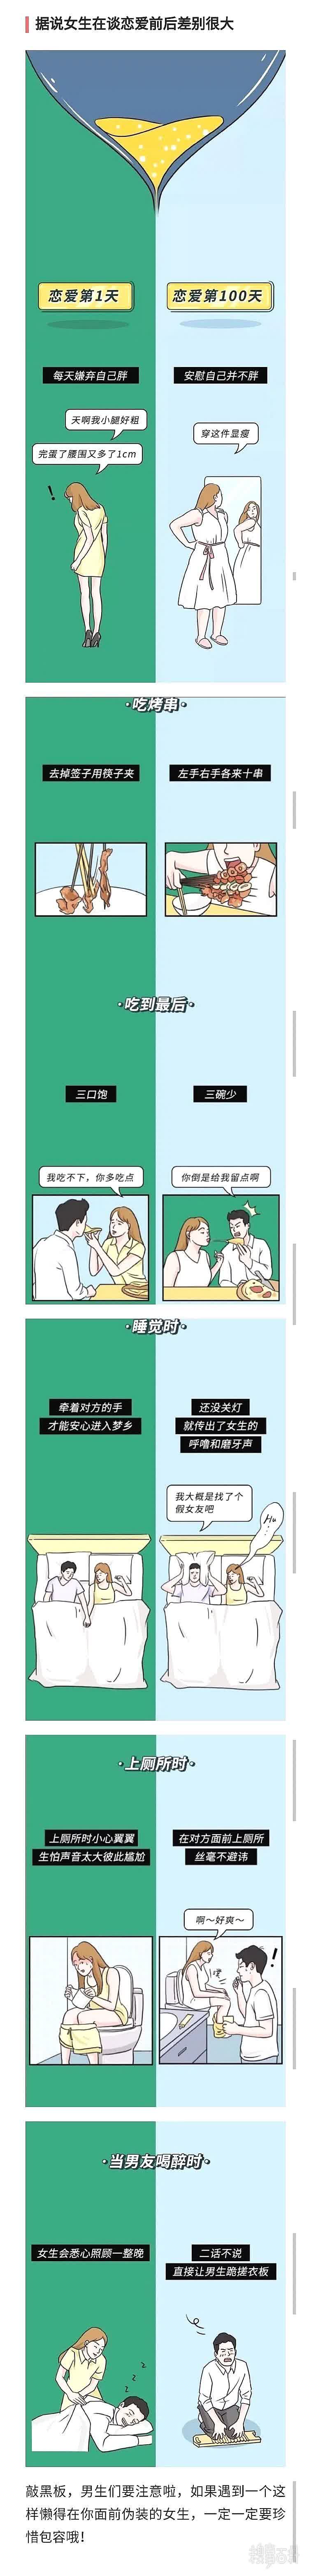 据说女生在谈恋爱前后差别很大
恋爱第1天
恋爱第100天
每天嫌弃自己胖
安慰自己并不胖
天啊我小腿好粗
完蛋了腰围又多了1cm
穿这件显瘦
·吃烤串·
去掉签子用筷子夹
左手右手各来十串
·吃到最后·
三口饱
三碗少
我吃不下，你多吃点
你倒是给我留点啊
·睡觉时·
牵着对方的手
才能安心进入梦乡
还没关灯
就传出了女生的
呼噜和磨牙声
我大概是找了个
假女友吧
Hu
·上厕所时·
上厕所时小心翼翼
生怕声音太大彼此尴尬
在对方面前上厕所
丝毫不避讳
啊～好爽～
·当男友喝醉时·
女生会悉心照顾一整晚
二话不说
直接让男生跪搓衣板
z
z
z
敲黑板，男生们要注意啦，如果遇到一个这
样懒得在你面前伪装的女生，一定一定要珍
惜包容哦！